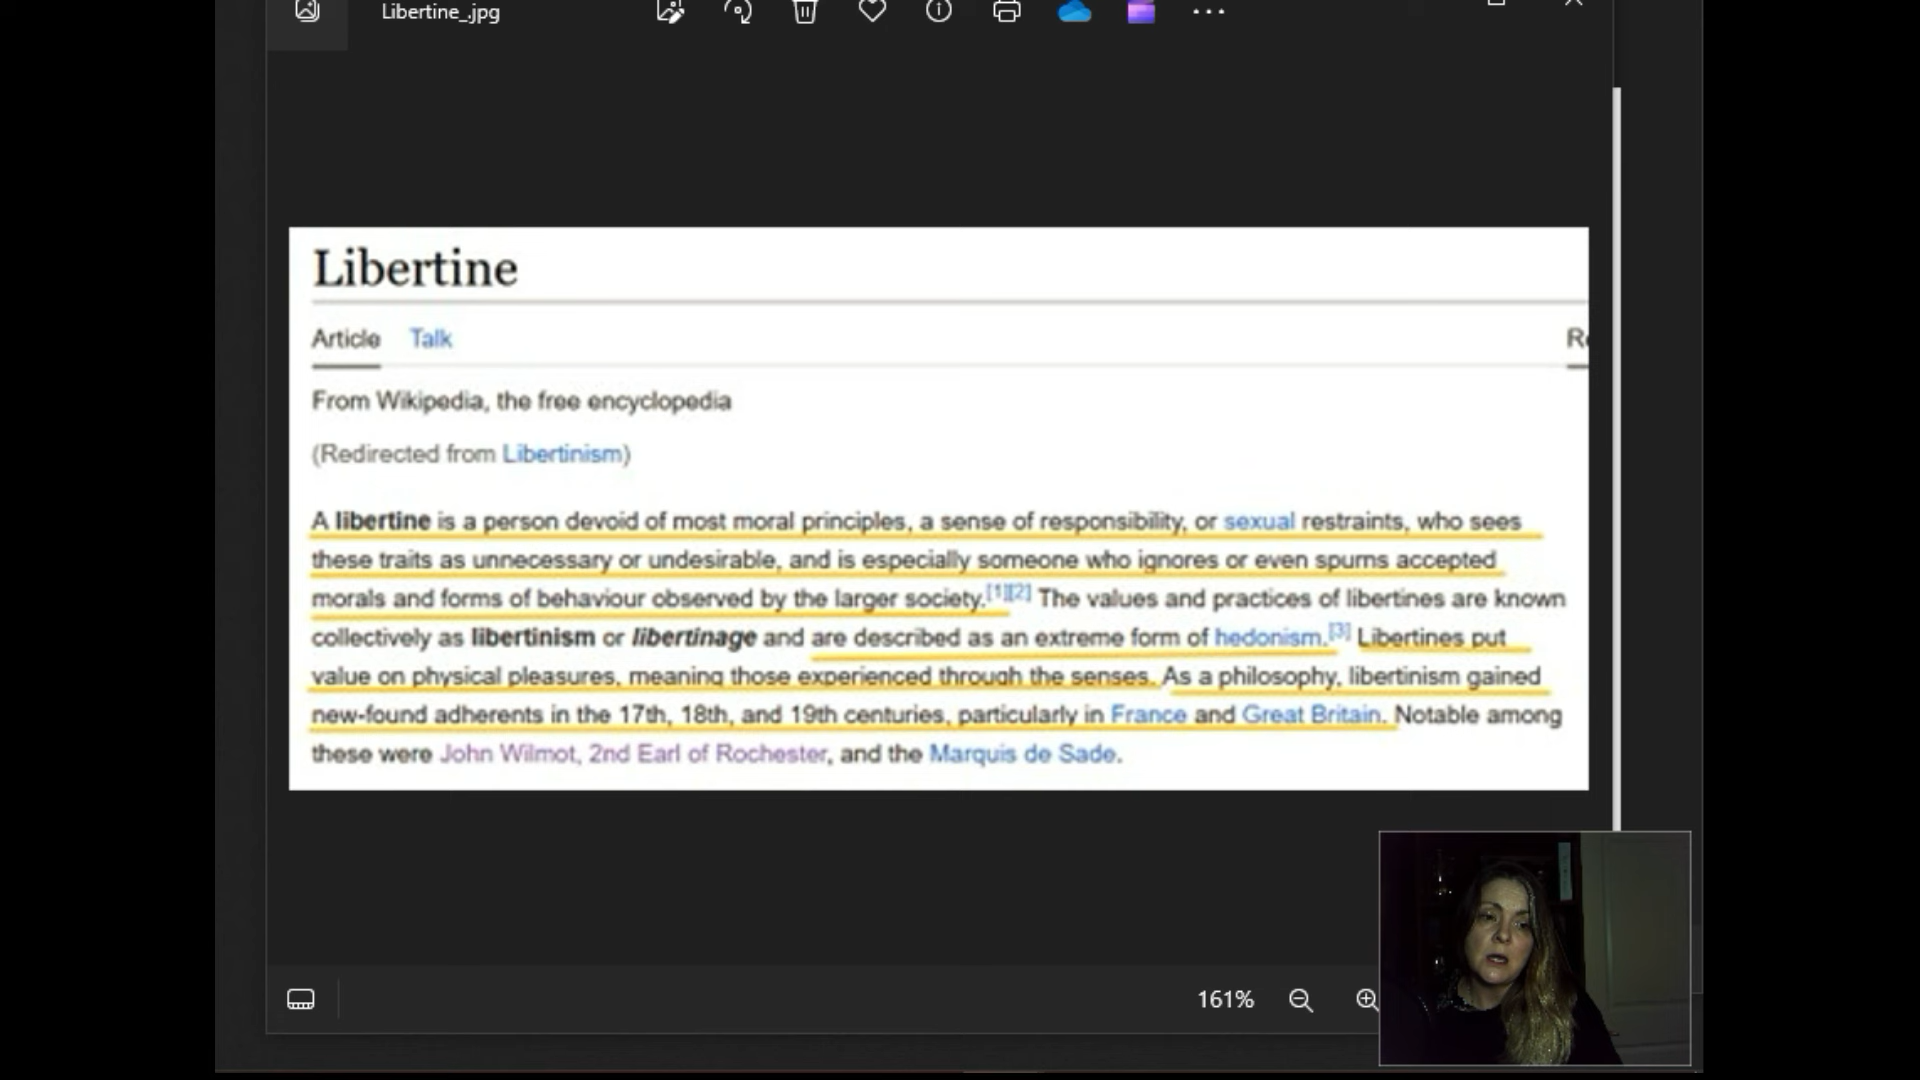 Libertine_.jpg
Libertine
Article Talk
From Wikipedia, the free encyclopedia
(Redirected from Libertinism)
A libertine is a person devoid of most moral principles, a sense of responsibility, or sexual restraints, who sees
these traits as unnecessary or undesirable, and is especially someone who ignores or even spurns accepted
morals and forms of behaviour observed by the larger society.[1][2] The values and practices of libertines are known
collectively as libertinism or libertinage and are described as an extreme form of hedonism.[3] Libertines put
value on physical pleasures, meaning those experienced through the senses. As a philosophy, libertinism gained
new-found adherents in the 17th, 18th, and 19th centuries, particularly in France and Great Britain. Notable among
these were John Wilmot, 2nd Earl of Rochester, and the Marquis de Sade.
161%